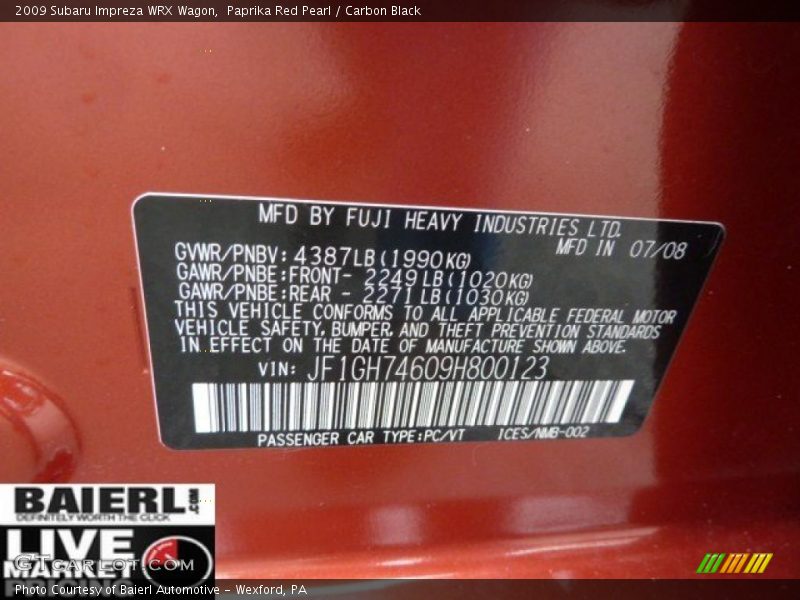 2009 Subaru Impreza WRX Wagon,  Paprika Red Pearl / Carbon Black
MFD BY FUJI HEAVY INDUSTRIES LTD.
MFD IN 07/08
GVWR/PNBV: 4387LB(1990KG)
GAWR/PNBE:FRONT- 2249LB(1020KG)
GAWR/PNBE:REAR - 2271LB(1030KG)
THIS VEHICLE CONFORMS TO ALL APPLICABLE FEDERAL MOTOR
VEHICLE SAFETY, BUMPER, AND THEFT PREVENTION STANDARDS
IN EFFECT ON THE DATE OF MANUFACTURE SHOWN ABOVE.
VIN: JF1GH74609H800123
PASSENGER CAR TYPE:PC/VT ICES/NMB-002
BAIERL.COM
DEFINITELY WORTH THE CLICK
LIVE
GTCARLOT.COM
MARKET
Photo Courtesy of Baierl Automotive - Wexford, PA